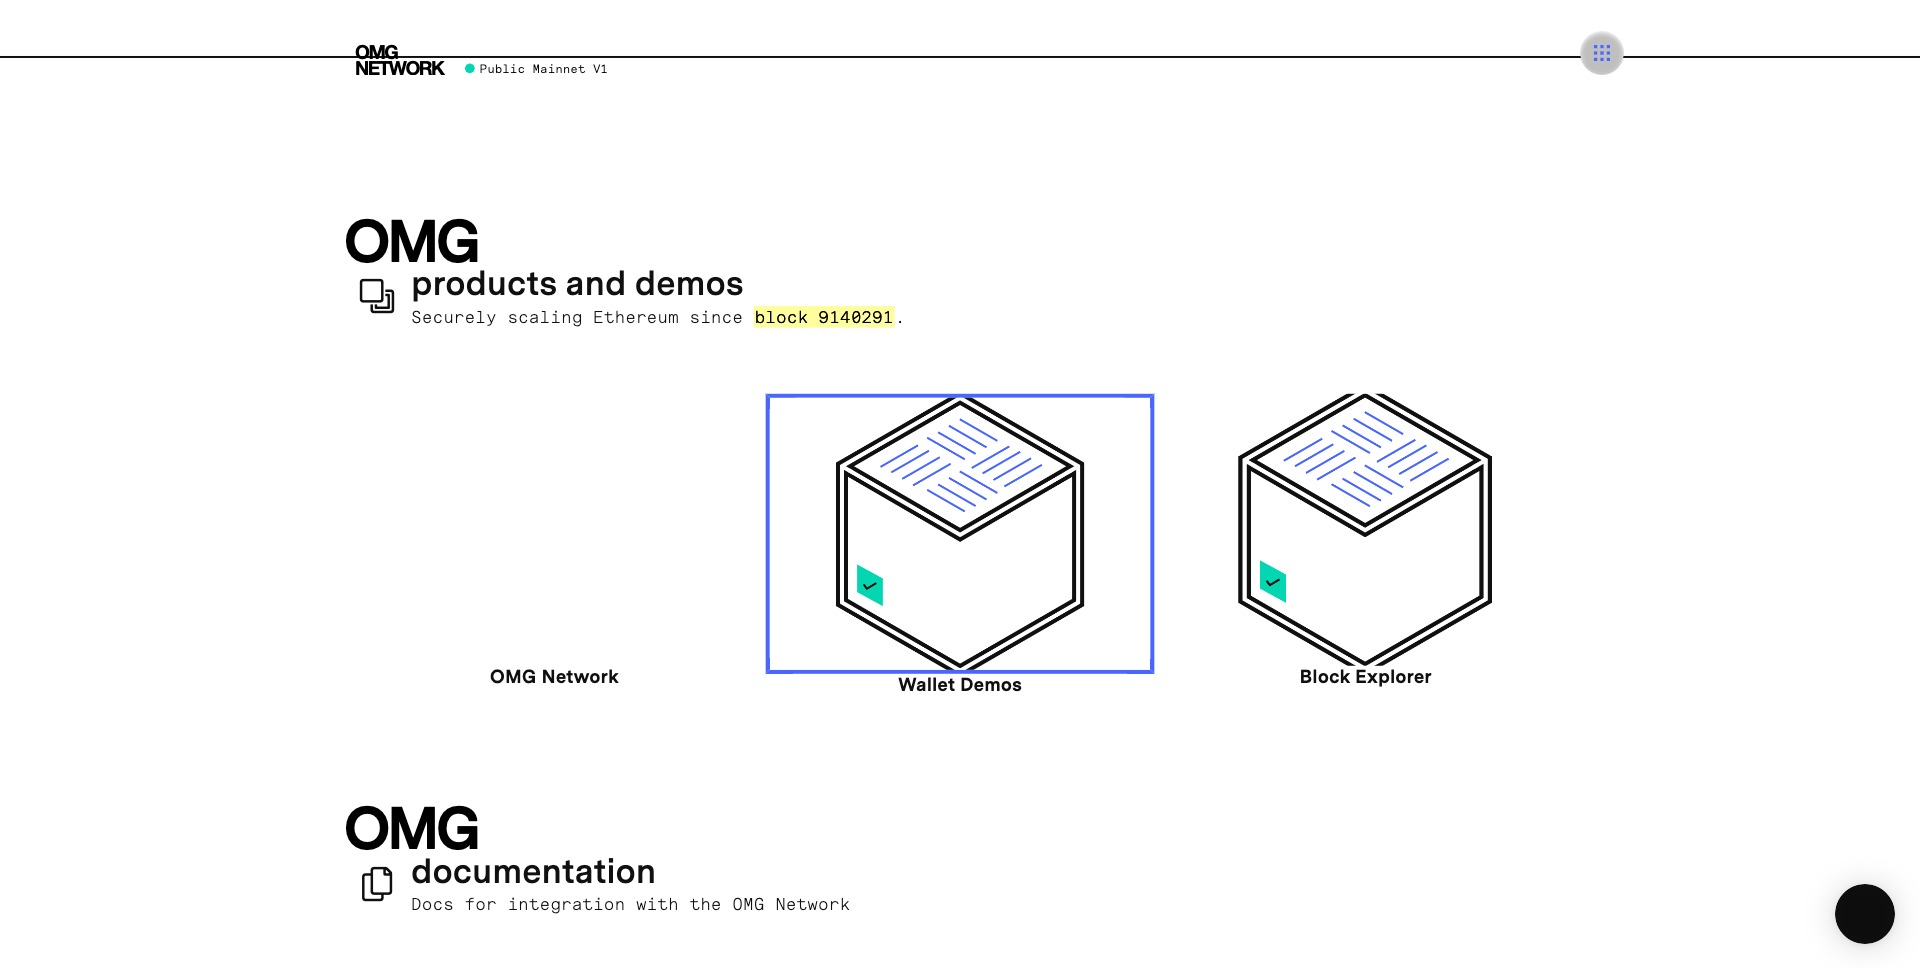 OMG
NETWORK
Public Mainnet V1
OMG
products and demos
Securely scaling Ethereum since block 9140291.
OMG Network
Wallet Demos
Block Explorer
OMG
documentation
Docs for integration with the OMG Network